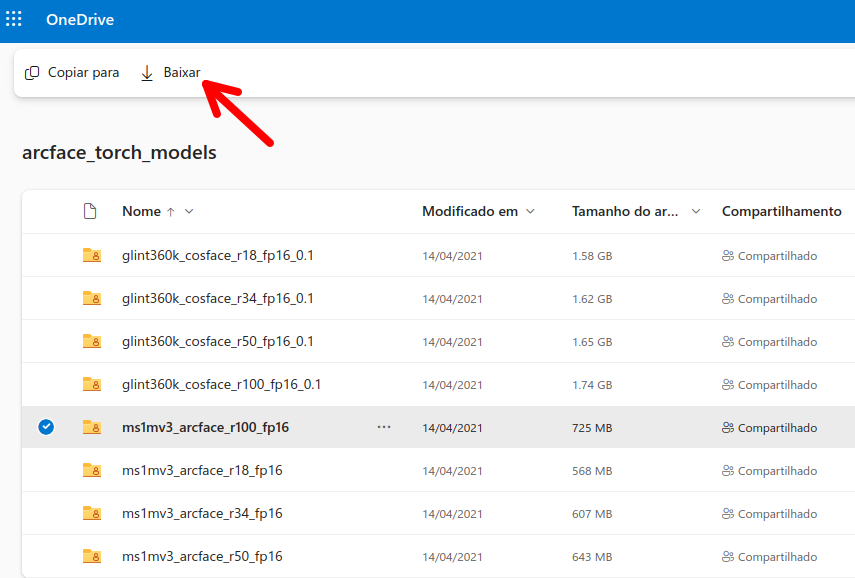 OneDrive
Copiar para Baixar
arcface_torch_models
Nome ↑ Modificado em Tamanho do ar... Compartilhamento
glint360k_cosface_r18_fp16_0.1 14/04/2021 1.58 GB Compartilhado
glint360k_cosface_r34_fp16_0.1 14/04/2021 1.62 GB Compartilhado
glint360k_cosface_r50_fp16_0.1 14/04/2021 1.65 GB Compartilhado
glint360k_cosface_r100_fp16_0.1 14/04/2021 1.74 GB Compartilhado
ms1mv3_arcface_r100_fp16 ... 14/04/2021 725 MB Compartilhado
ms1mv3_arcface_r18_fp16 14/04/2021 568 MB Compartilhado
ms1mv3_arcface_r34_fp16 14/04/2021 607 MB Compartilhado
ms1mv3_arcface_r50_fp16 14/04/2021 643 MB Compartilhado